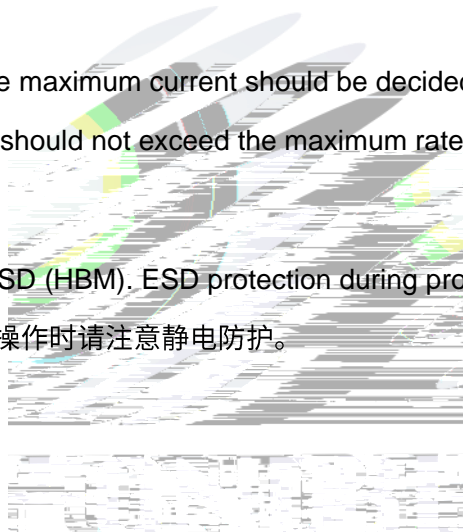 e maximum current should be decided
should not exceed the maximum rate
SD (HBM). ESD protection during pro
操作时请注意静电防护。